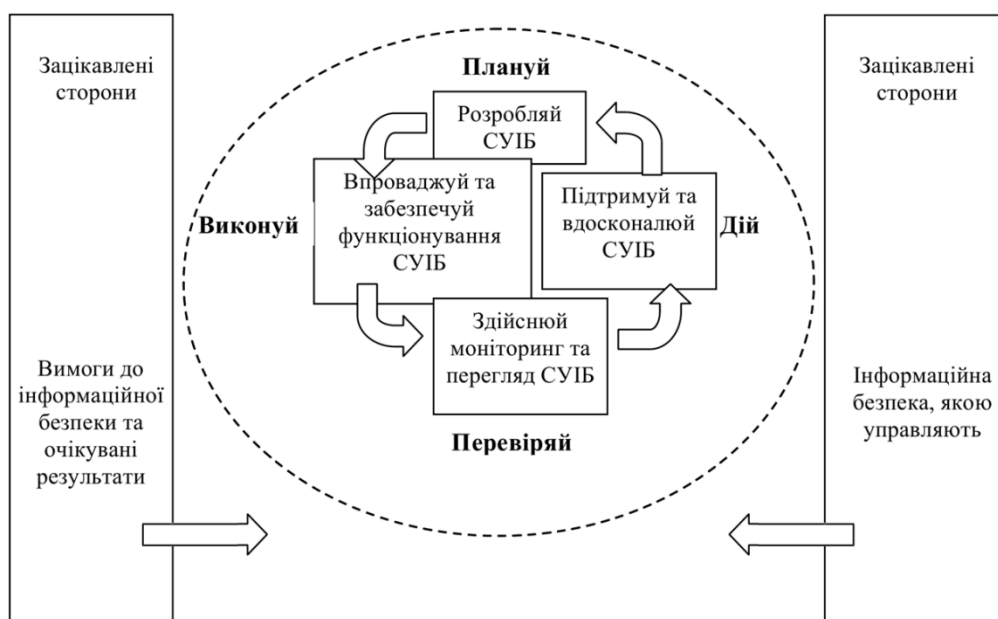 Зацікавлені
сторони
Вимоги до
інформаційної
безпеки та
очікувані
результати
Плануй
Розробляй
СУІБ
Виконуй
Впроваджуй та
забезпечуй
функціонування
СУІБ
Підтримуй та
вдосконалюй
СУІБ
Дій
Здійснюй
моніторинг та
перегляд СУІБ
Перевіряй
Зацікавлені
сторони
Інформаційна
безпека, якою
управляють